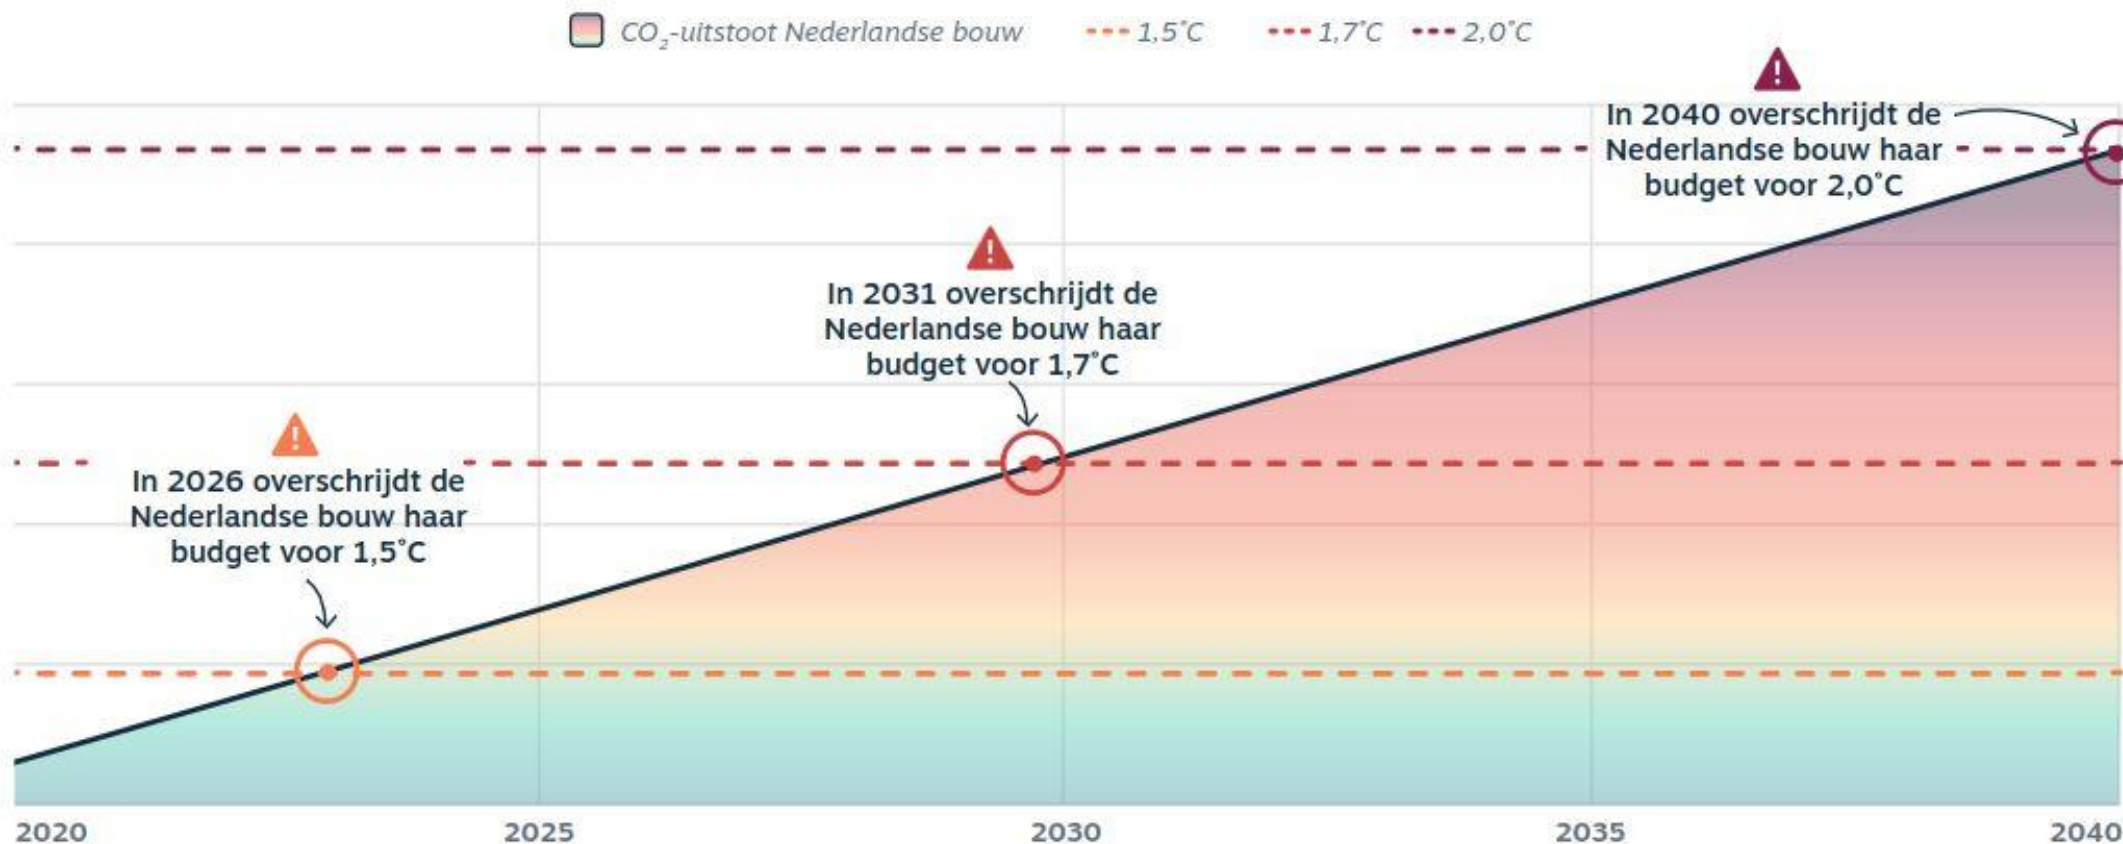 CO₂-uitstoot Nederlandse bouw 1,5°C 1,7°C 2,0°C
In 2040 overschrijdt de
Nederlandse bouw haar
budget voor 2,0°C
In 2031 overschrijdt de
Nederlandse bouw haar
budget voor 1,7°C
In 2026 overschrijdt de
Nederlandse bouw haar
budget voor 1,5°C
2020 2025 2030 2035 2040